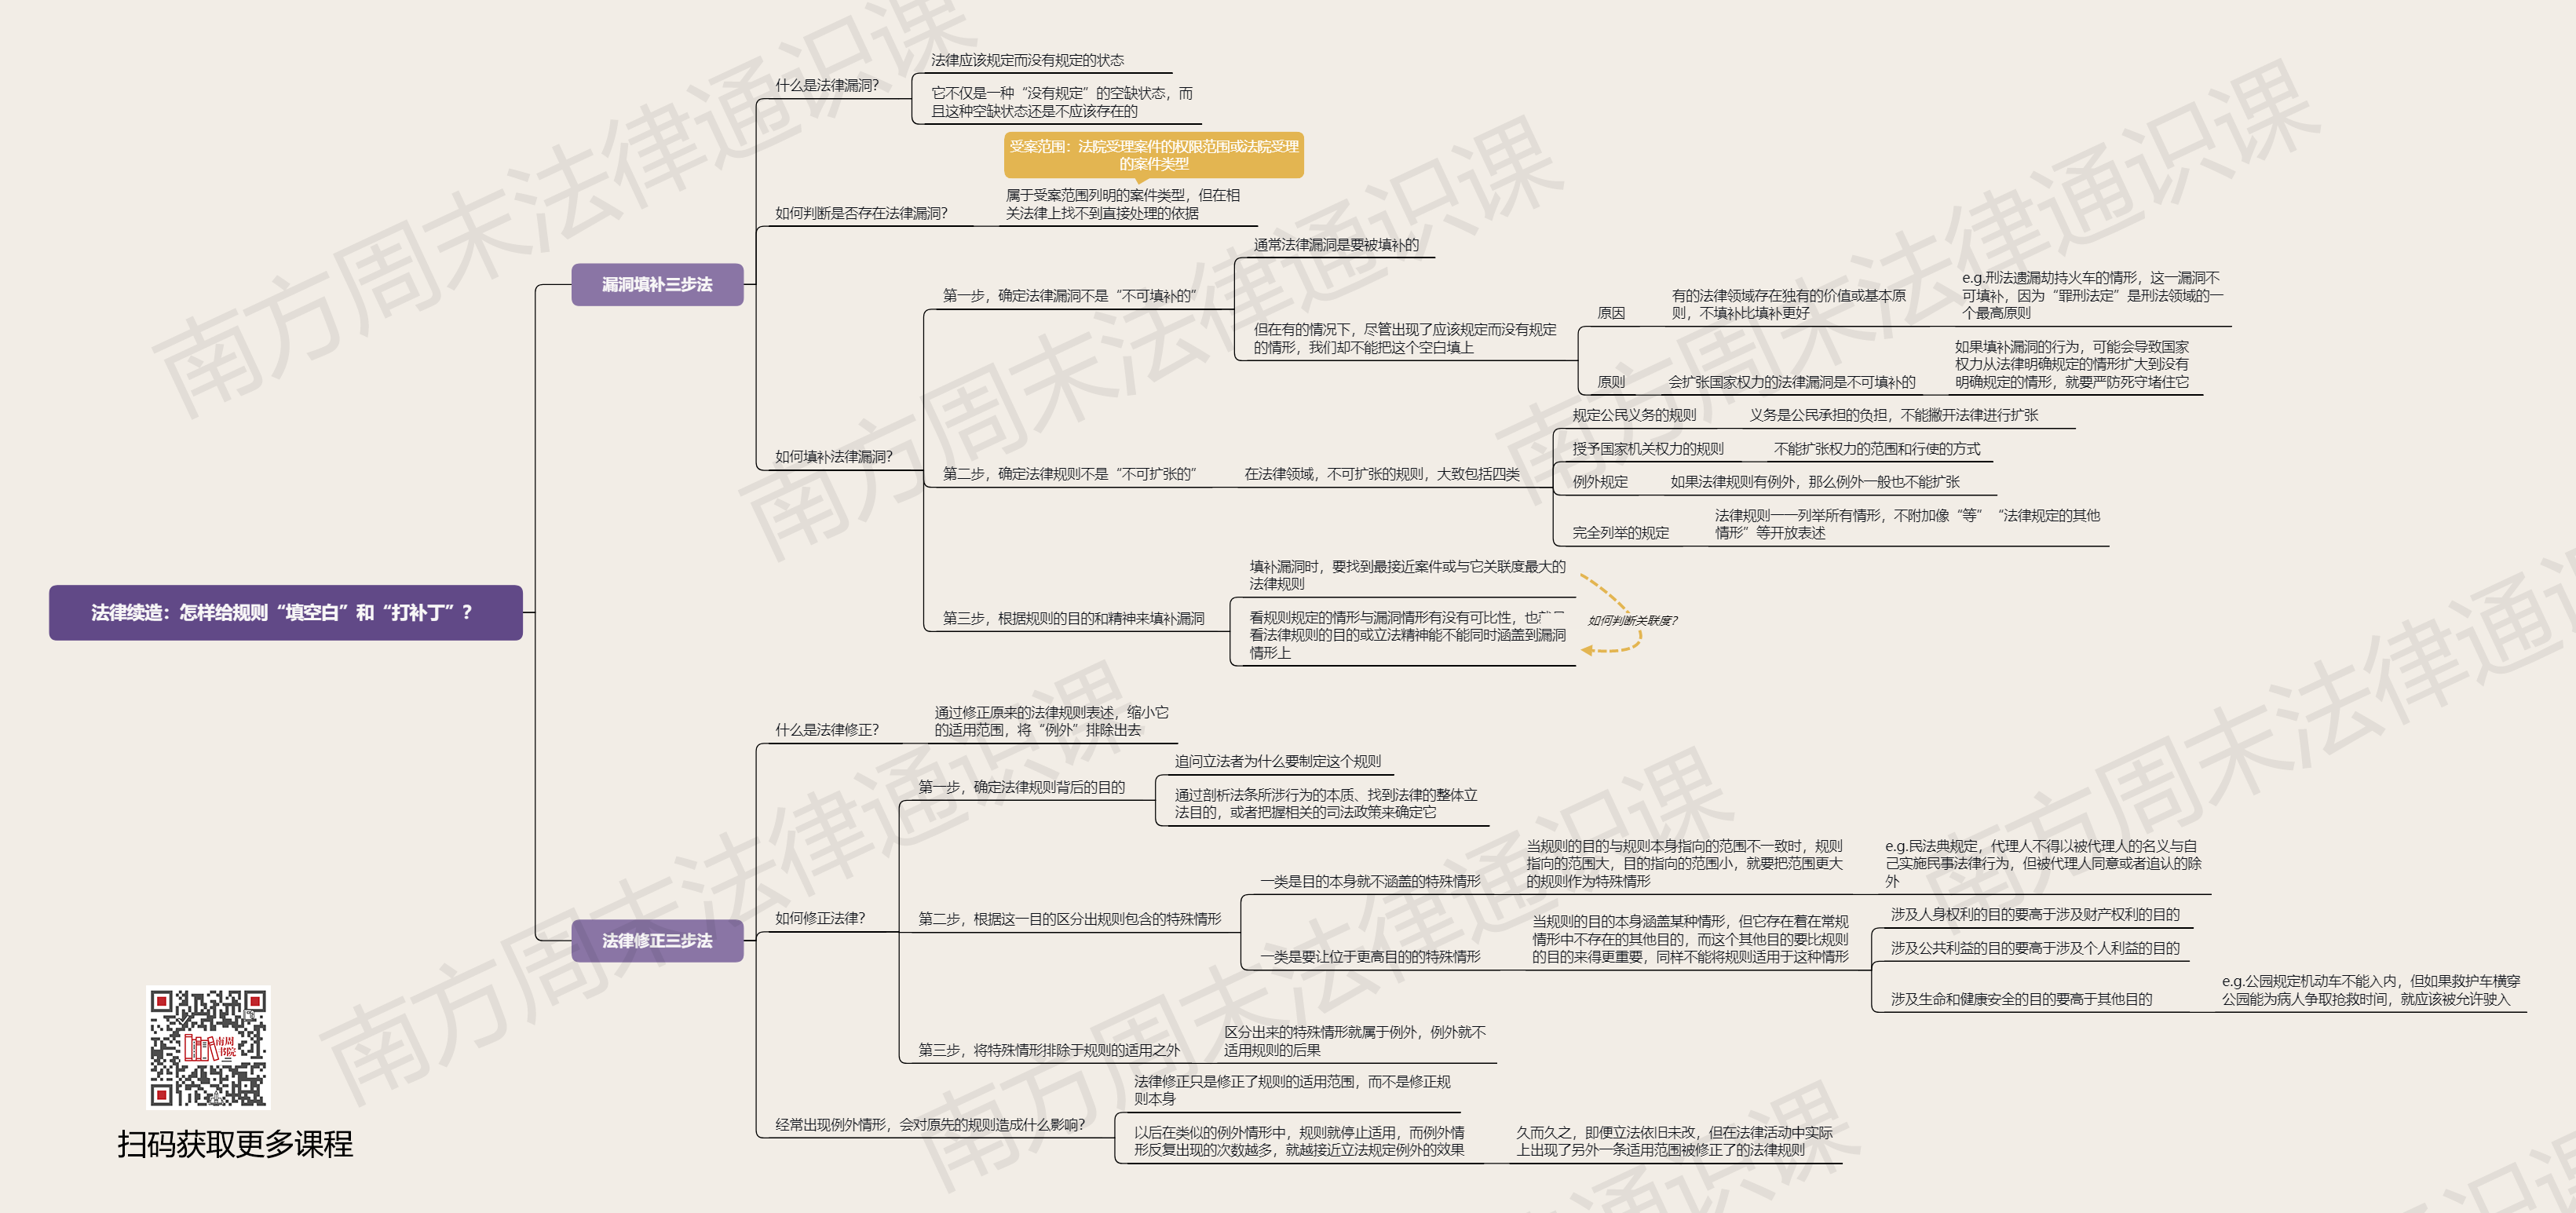 法律续造：怎样给规则“填空白”和“打补丁”？
漏洞填补三步法
什么是法律漏洞？
法律应该规定而没有规定的状态
它不仅是一种“没有规定”的空缺状态，而
且这种空缺状态还是不应该存在的
如何判断是否存在法律漏洞？
受案范围：法院受理案件的权限范围或法院受理
的案件类型
属于受案范围列明的案件类型，但在相
关法律上找不到直接处理的依据
如何填补法律漏洞？
第一步，确定法律漏洞不是“不可填补的”
通常法律漏洞是要被填补的
但在有的情况下，尽管出现了应该规定而没有规定
的情形，我们却不能把这个空白填上
原因
有的法律领域存在独有的价值或基本原
则，不填补比填补更好
e.g.刑法遗漏劫持火车的情形，这一漏洞不
可填补，因为“罪刑法定”是刑法领域的一
个最高原则
原则
会扩张国家权力的法律漏洞是不可填补的
如果填补漏洞的行为，可能会导致国家
权力从法律明确规定的情形扩大到没有
明确规定的情形，就要严防死守堵住它
第二步，确定法律规则不是“不可扩张的”
在法律领域，不可扩张的规则，大致包括四类
规定公民义务的规则
义务是公民承担的负担，不能撇开法律进行扩张
授予国家机关权力的规则
不能扩张权力的范围和行使的方式
例外规定
如果法律规则有例外，那么例外一般也不能扩张
完全列举的规定
法律规则一一列举所有情形，不附加像“等”“法律规定的其他
情形”等开放表述
第三步，根据规则的目的和精神来填补漏洞
填补漏洞时，要找到最接近案件或与它关联度最大的
法律规则
看规则规定的情形与漏洞情形有没有可比性，也
看法律规则的目的或立法精神能不能同时涵盖到漏洞
情形上
如何判断关联度？
法律修正三步法
什么是法律修正？
通过修正原来的法律规则表述，缩小它
的适用范围，将“例外”排除出去
如何修正法律？
第一步，确定法律规则背后的目的
追问立法者为什么要制定这个规则
通过剖析法条所涉行为的本质、找到法律的整体立
法目的，或者把握相关的司法政策来确定它
第二步，根据这一目的区分出规则包含的特殊情形
一类是目的本身就不涵盖的特殊情形
当规则的目的与规则本身指向的范围不一致时，规则
指向的范围大，目的指向的范围小，就要把范围更大
的规则作为特殊情形
e.g.民法典规定，代理人不得以被代理人的名义与自
己实施民事法律行为，但被代理人同意或者追认的除
外
一类是要让位于更高目的的特殊情形
当规则的目的本身涵盖某种情形，但它存在着在常规
情形中不存在的其他目的，而这个其他目的要比规则
的目的来得更重要，同样不能将规则适用于这种情形
涉及人身权利的目的要高于涉及财产权利的目的
涉及公共利益的目的要高于涉及个人利益的目的
涉及生命和健康安全的目的要高于其他目的
e.g.公园规定机动车不能入内，但如果救护车横穿
公园能为病人争取抢救时间，就应该被允许驶入
第三步，将特殊情形排除于规则的适用之外
区分出来的特殊情形就属于例外，例外就不
适用规则的后果
经常出现例外情形，会对原先的规则造成什么影响？
法律修正只是修正了规则的适用范围，而不是修正规
则本身
以后在类似的例外情形中，规则就停止适用，而例外情
形反复出现的次数越多，就越接近立法规定例外的效果
久而久之，即便立法依旧未改，但在法律活动中实际
上出现了另外一条适用范围被修正了的法律规则
南周
书院
扫码获取更多课程
南方周末法律通识课
南方周末法律通识课
南方周末法律通识课
南方周末法律通识课
南方周末法律通识课
南方周末法律通识课